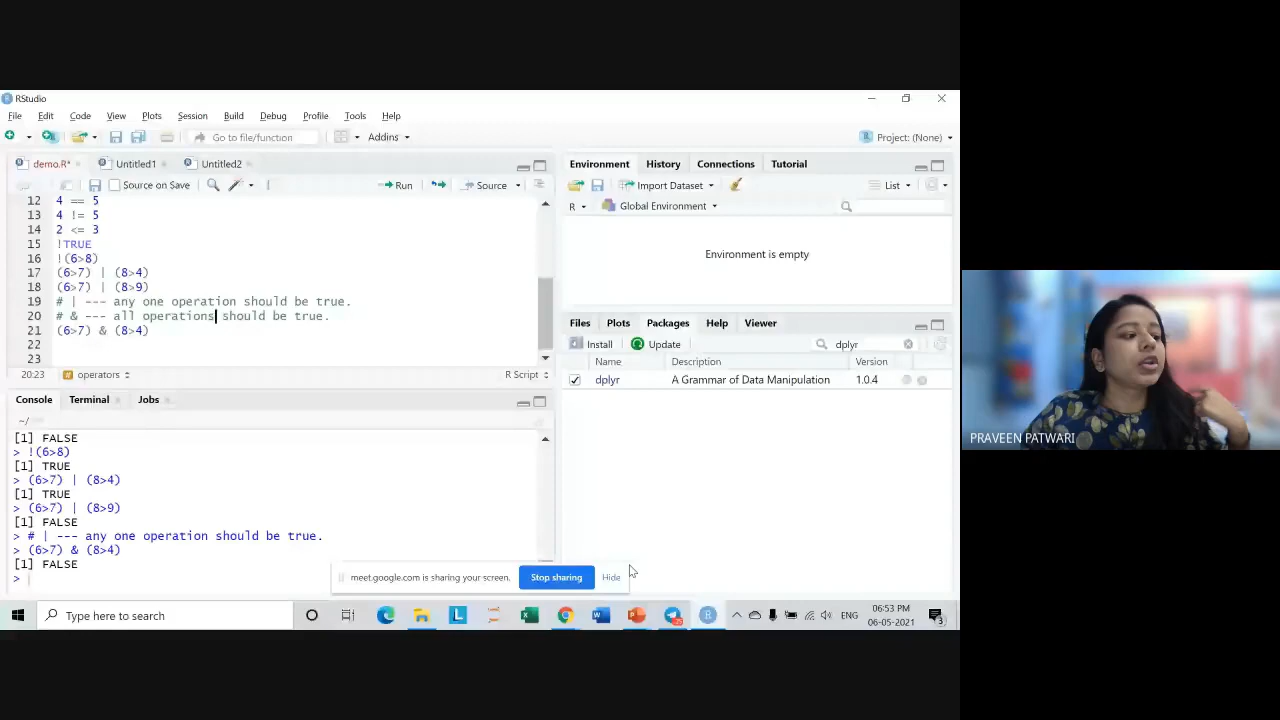 RStudio
File Edit Code View Plots Session Build Debug Profile Tools Help
Go to file/function Addins Project: (None)
demo.R* Untitled1 Untitled2
Source on Save Run Source
12 4 == 5
13 4 != 5
14 2 <= 3
15 !TRUE
16 !(6>8)
17 (6>7) | (8>4)
18 (6>7) | (8>9)
19 # | --- any one operation should be true.
20 # & --- all operations should be true.
21 (6>7) & (8>4)
22
23
20:23 operators R Script
Console Terminal Jobs
~/
[1] FALSE
> !(6>8)
[1] TRUE
> (6>7) | (8>4)
[1] TRUE
> (6>7) | (8>9)
[1] FALSE
> # | --- any one operation should be true.
> (6>7) & (8>4)
[1] FALSE
>
Environment History Connections Tutorial
Import Dataset List
R Global Environment
Environment is empty
Files Plots Packages Help Viewer
Install Update dplyr
Name Description Version
dplyr A Grammar of Data Manipulation 1.0.4
meet.google.com is sharing your screen. Stop sharing Hide
Type here to search
ENG
06:53 PM
06-05-2021
3
PRAVEEN PATWARI